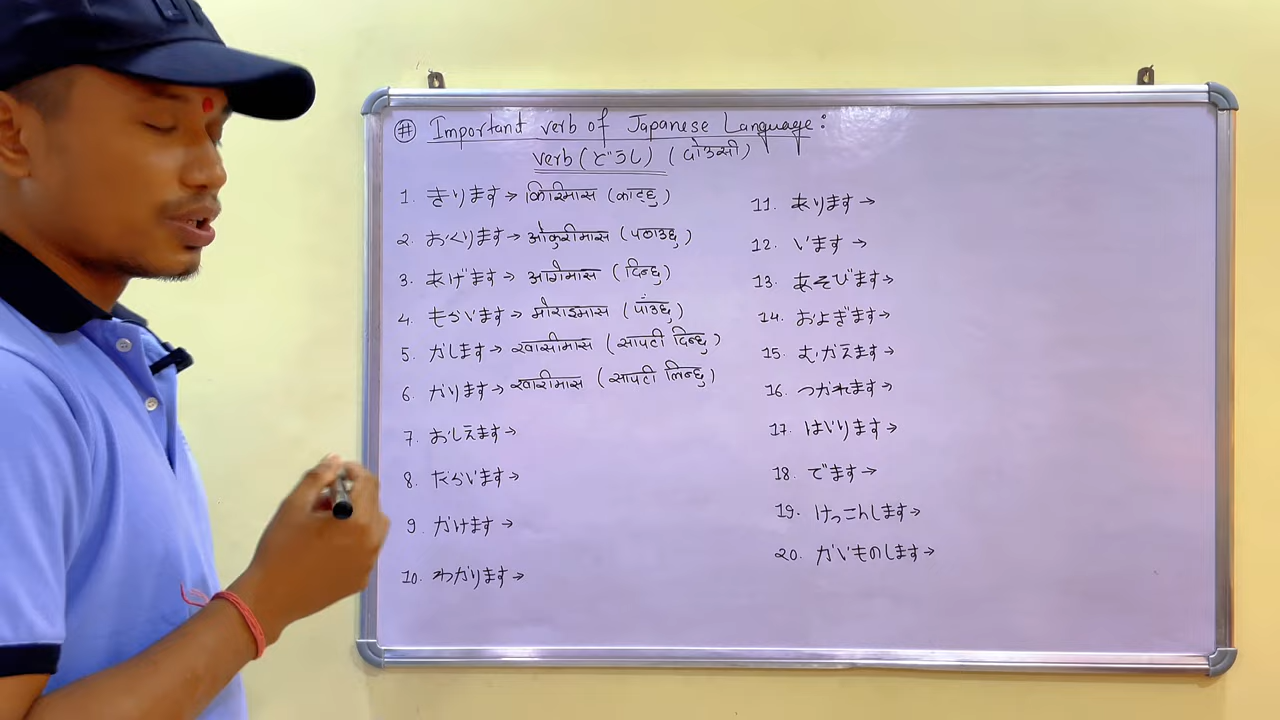 # Important verb of Japanese Language:
verb (どうし) (दोउसी)
1. きります → किरिमास (काट्छु)
2. おくります → ओकुरीमास (पठाउछु)
3. あげます → आगेमास (दिन्छु)
4. もらいます → मोराइमास (पाउँछु)
5. かします → खासीमास (सापटी दिन्छु)
6. かります → खारीमास (सापटी लिन्छु)
7. おしえます →
8. だらいます →
9. かけます →
10. わかります →
11. あります →
12. います →
13. あそびます →
14. およぎます →
15. むかえます →
16. つかれます →
17. はいります →
18. でます →
19. けっこんします →
20. かいものします →